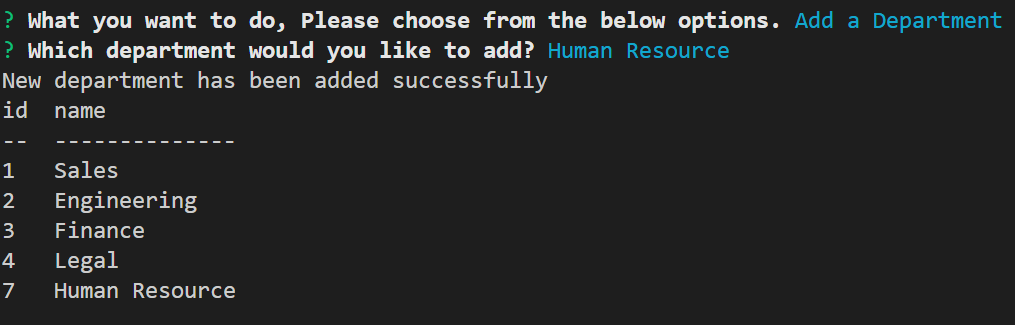 ? What you want to do, Please choose from the below options. Add a Department
? Which department would you like to add? Human Resource
New department has been added successfully
id  name
--  --------------
1   Sales
2   Engineering
3   Finance
4   Legal
7   Human Resource